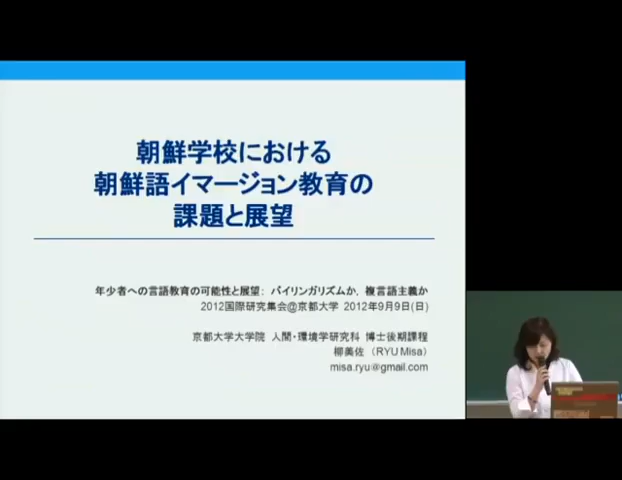 朝鮮学校における
朝鮮語イマージョン教育の
課題と展望
年少者への言語教育の可能性と展望： バイリンガリズムか，複言語主義か
2012国際研究集会@京都大学 2012年9月9日(日)
京都大学大学院 人間・環境学研究科 博士後期課程
柳美佐 （RYU Misa）
misa.ryu@gmail.com